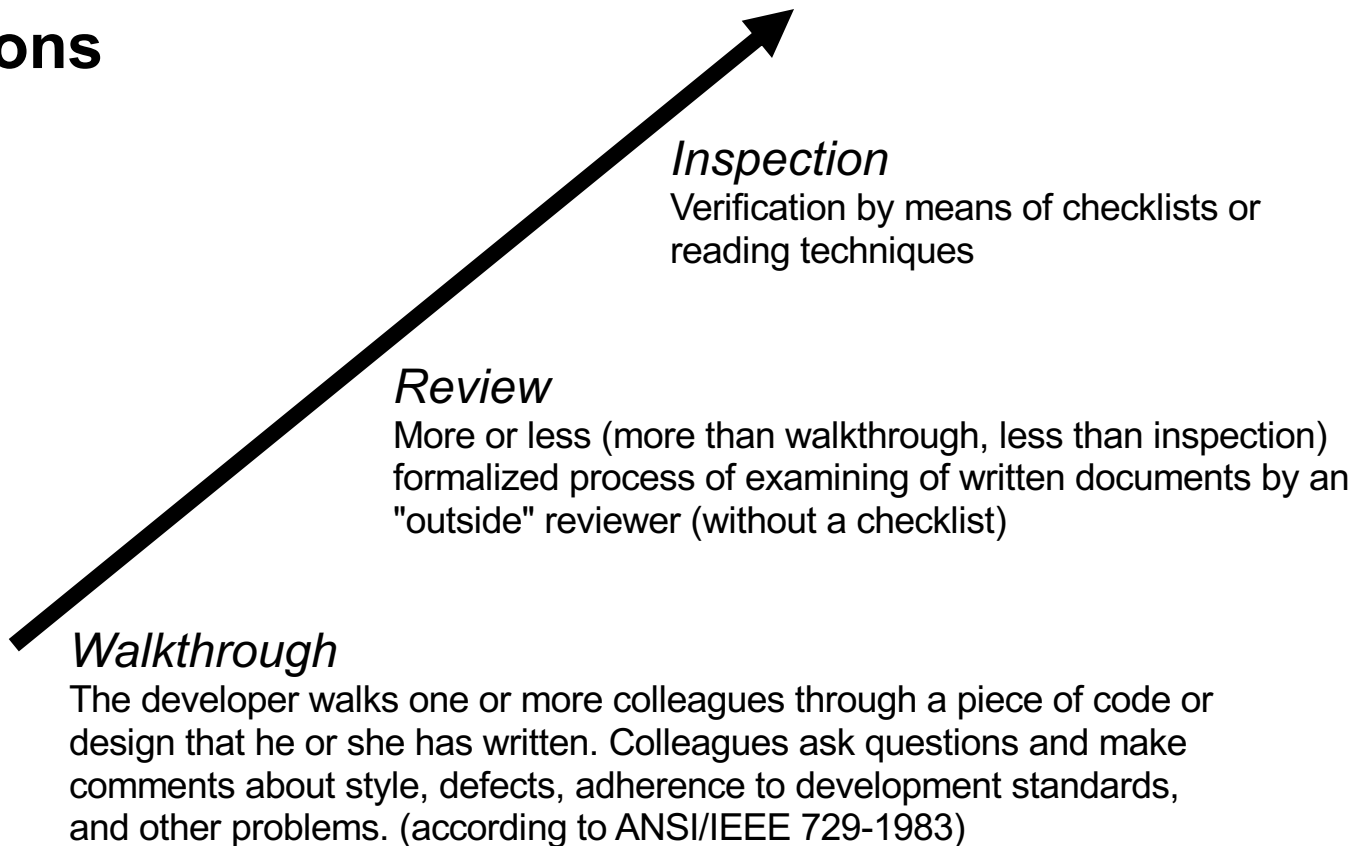 ons
Inspection
Verification by means of checklists or
reading techniques
Review
More or less (more than walkthrough, less than inspection)
formalized process of examining of written documents by an
"outside" reviewer (without a checklist)
Walkthrough
The developer walks one or more colleagues through a piece of code or
design that he or she has written. Colleagues ask questions and make
comments about style, defects, adherence to development standards,
and other problems. (according to ANSI/IEEE 729-1983)